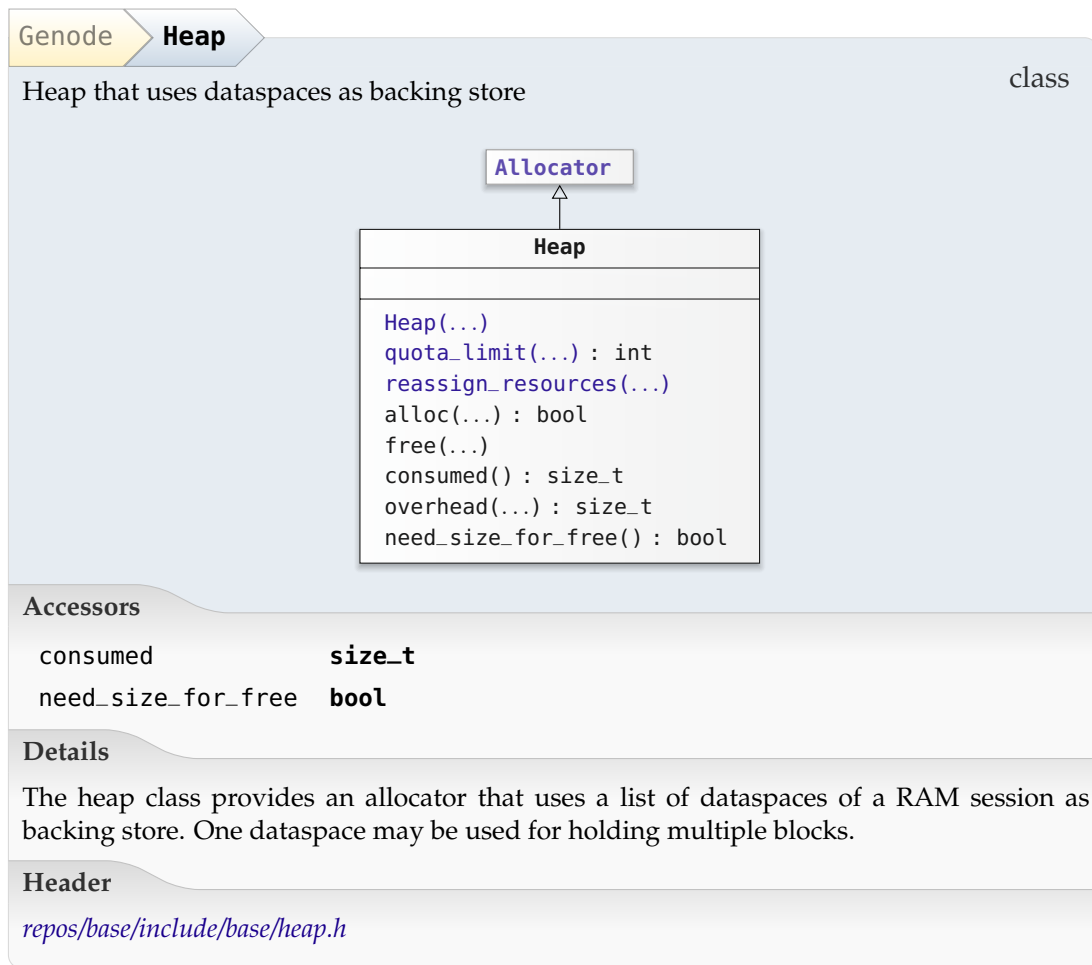 Genode Heap
class
Heap that uses dataspaces as backing store
Allocator
Heap
Heap(...)
quota_limit(...) : int
reassign_resources(...)
alloc(...) : bool
free(...)
consumed() : size_t
overhead(...) : size_t
need_size_for_free() : bool
Accessors
consumed size_t
need_size_for_free bool
Details
The heap class provides an allocator that uses a list of dataspaces of a RAM session as
backing store. One dataspace may be used for holding multiple blocks.
Header
repos/base/include/base/heap.h